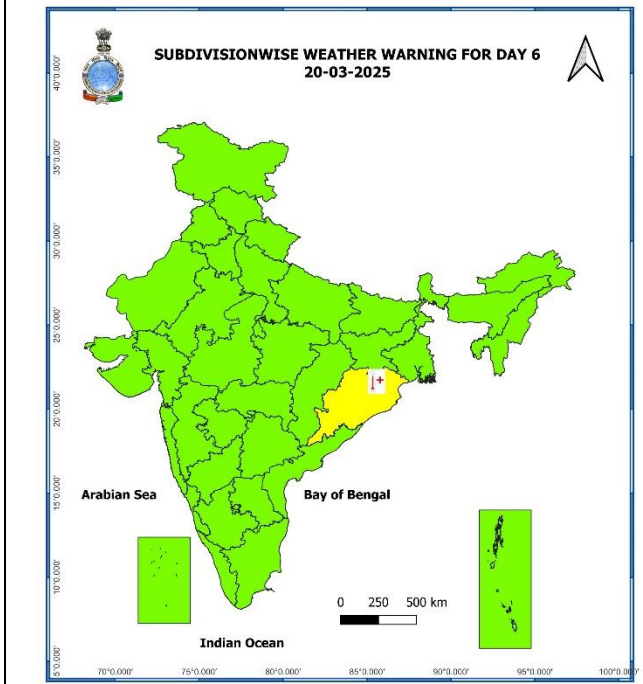 SUBDIVISIONWISE WEATHER WARNING FOR DAY 6
20-03-2025
40°0.000'
35°0.000'
30°0.000'
25°0.000'
20°0.000'
15°0.000'
10°0.000'
5°0.000'
Arabian Sea
Bay of Bengal
0 250 500 km
Indian Ocean
70°0.000' 75°0.000' 80°0.000' 85°0.000' 90°0.000' 95°0.000' 100°0.000'